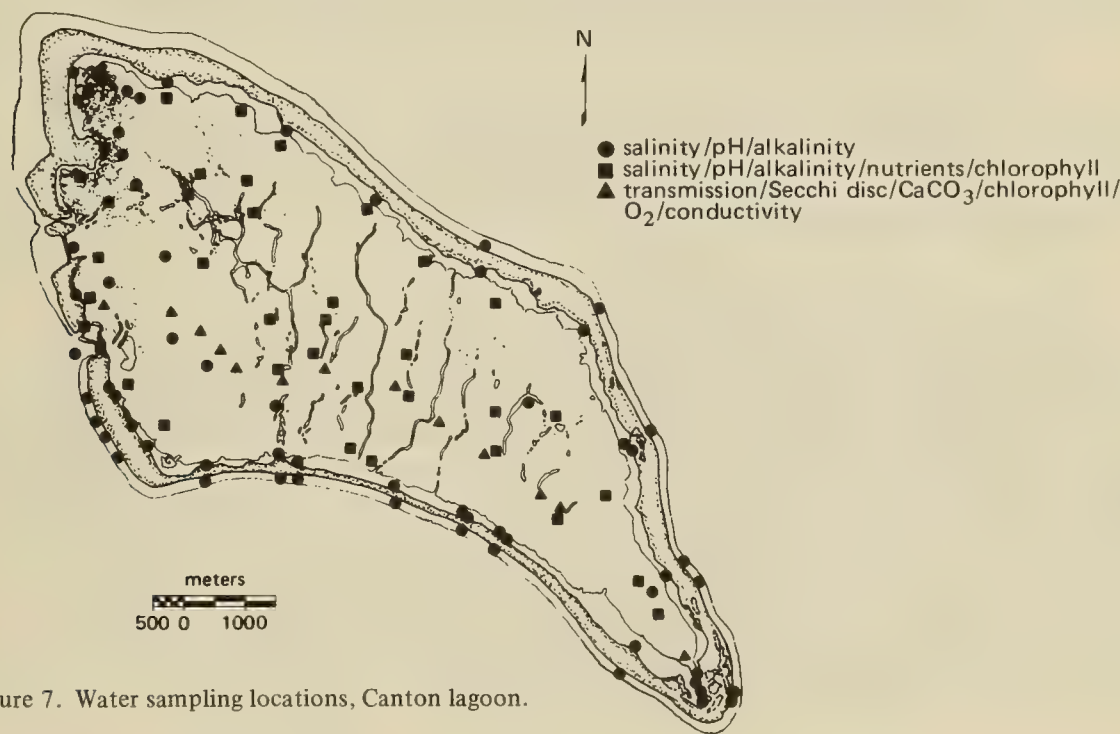 N
salinity/pH/alkalinity
salinity/pH/alkalinity/nutrients/chlorophyll
transmission/Secchi disc/CaCO3/chlorophyll/
O2/conductivity
meters
500 0 1000
ure 7. Water sampling locations, Canton lagoon.